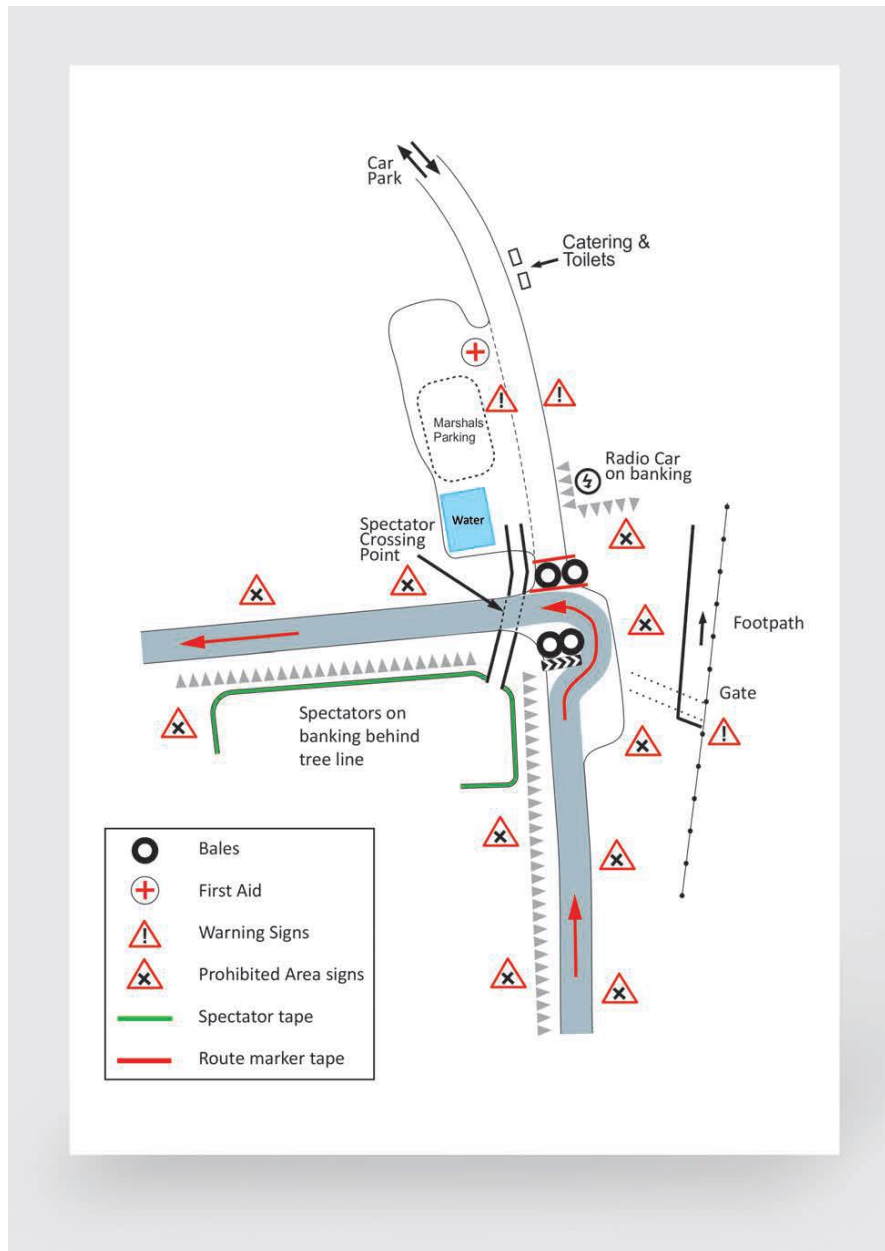 Car
Park
Catering &
Toilets
Marshals
Parking
Radio Car
on banking
Water
Spectator
Crossing
Point
Footpath
Gate
Spectators on
banking behind
tree line
Bales
First Aid
Warning Signs
Prohibited Area signs
Spectator tape
Route marker tape